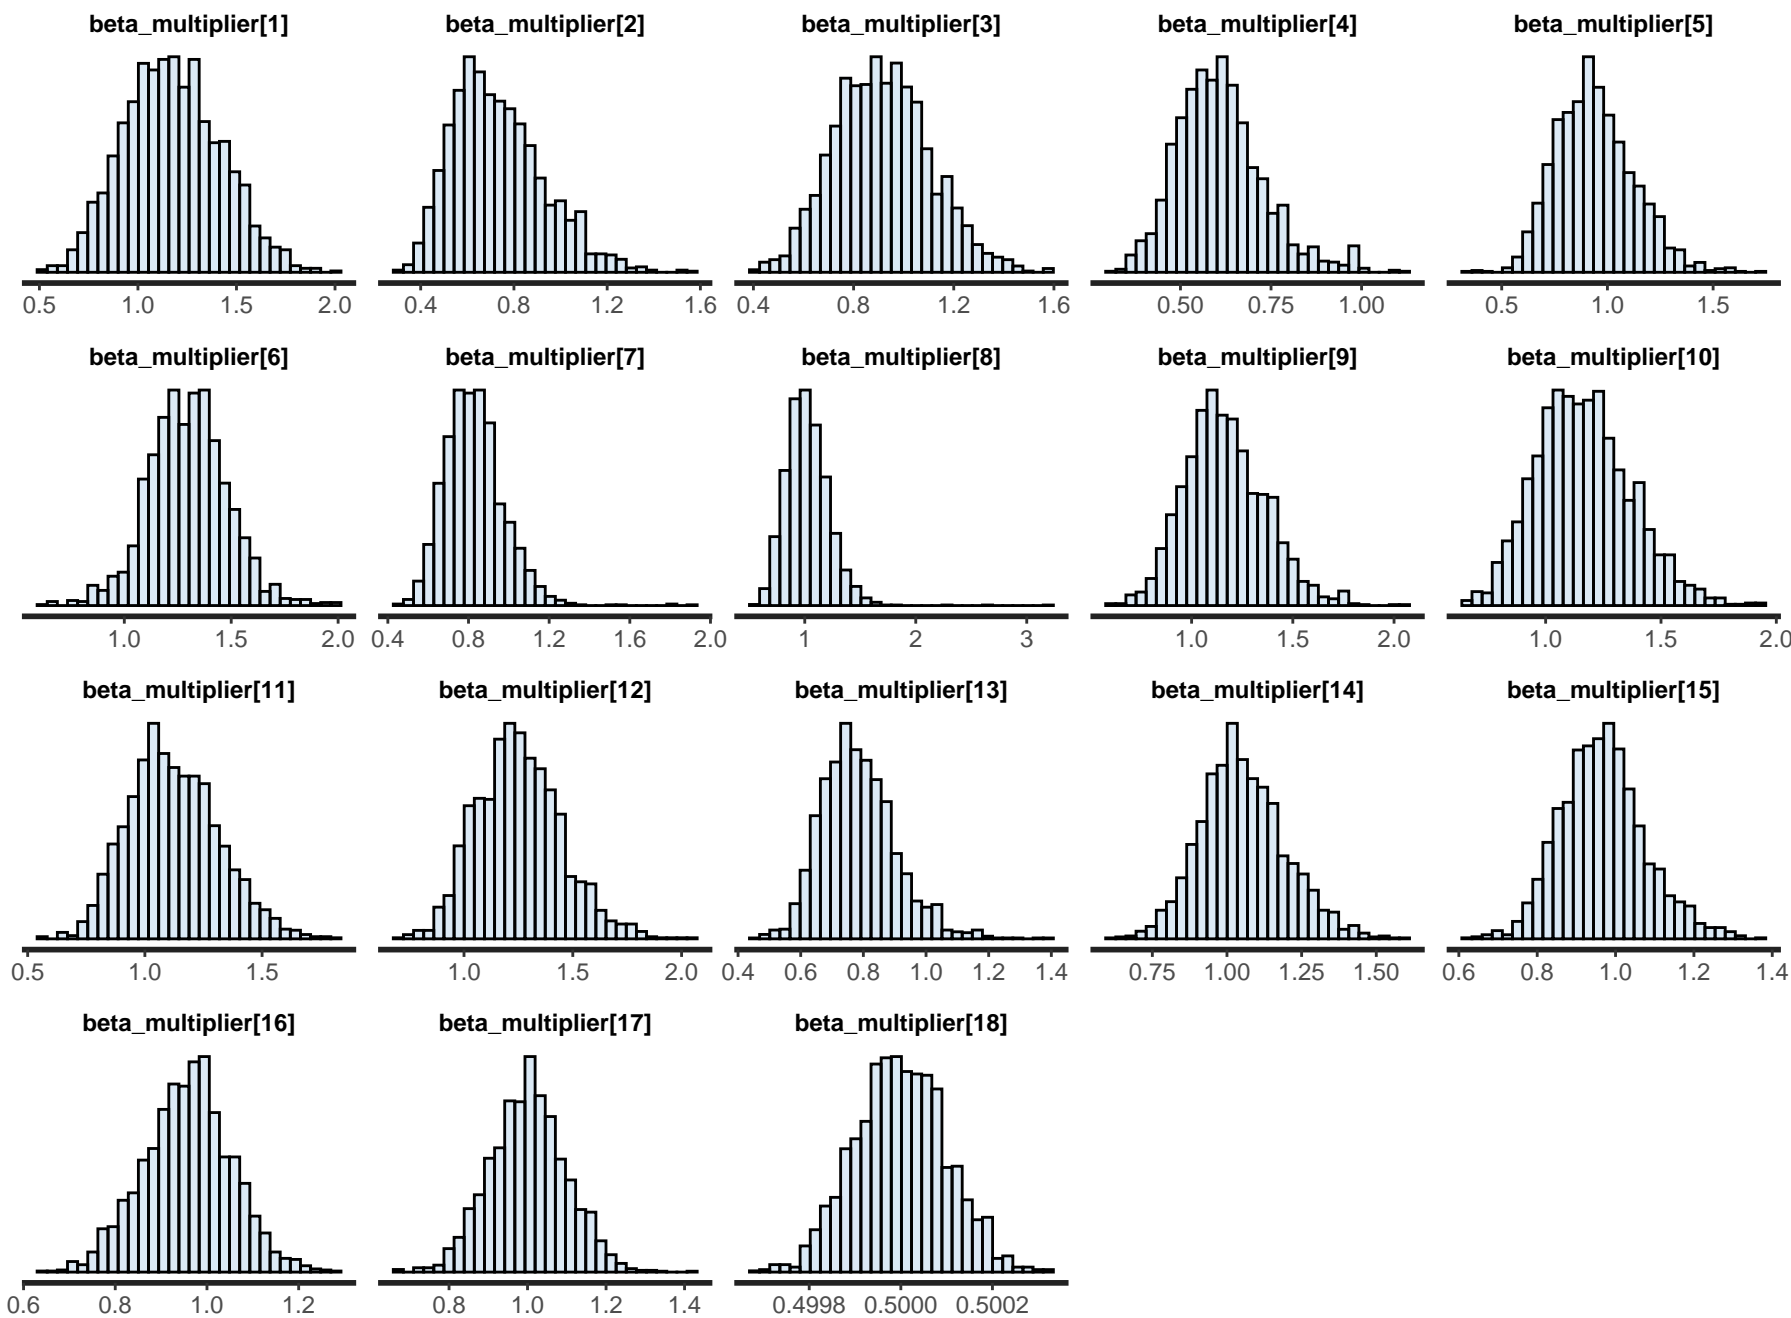 beta_multiplier[1] beta_multiplier[2] beta_multiplier[3] beta_multiplier[4] beta_multiplier[5]
0.5 1.0 1.5 2.0 0.4 0.8 1.2 1.6 0.4 0.8 1.2 1.6 0.50 0.75 1.00 0.5 1.0 1.5
beta_multiplier[6] beta_multiplier[7] beta_multiplier[8] beta_multiplier[9] beta_multiplier[10]
1.0 1.5 2.0 0.4 0.8 1.2 1.6 2.0 1 2 3 1.0 1.5 2.0 1.0 1.5 2.0
beta_multiplier[11] beta_multiplier[12] beta_multiplier[13] beta_multiplier[14] beta_multiplier[15]
0.5 1.0 1.5 1.0 1.5 2.0 0.4 0.6 0.8 1.0 1.2 1.4 0.75 1.00 1.25 1.50 0.6 0.8 1.0 1.2 1.4
beta_multiplier[16] beta_multiplier[17] beta_multiplier[18]
0.6 0.8 1.0 1.2 0.8 1.0 1.2 1.4 0.4998 0.5000 0.5002